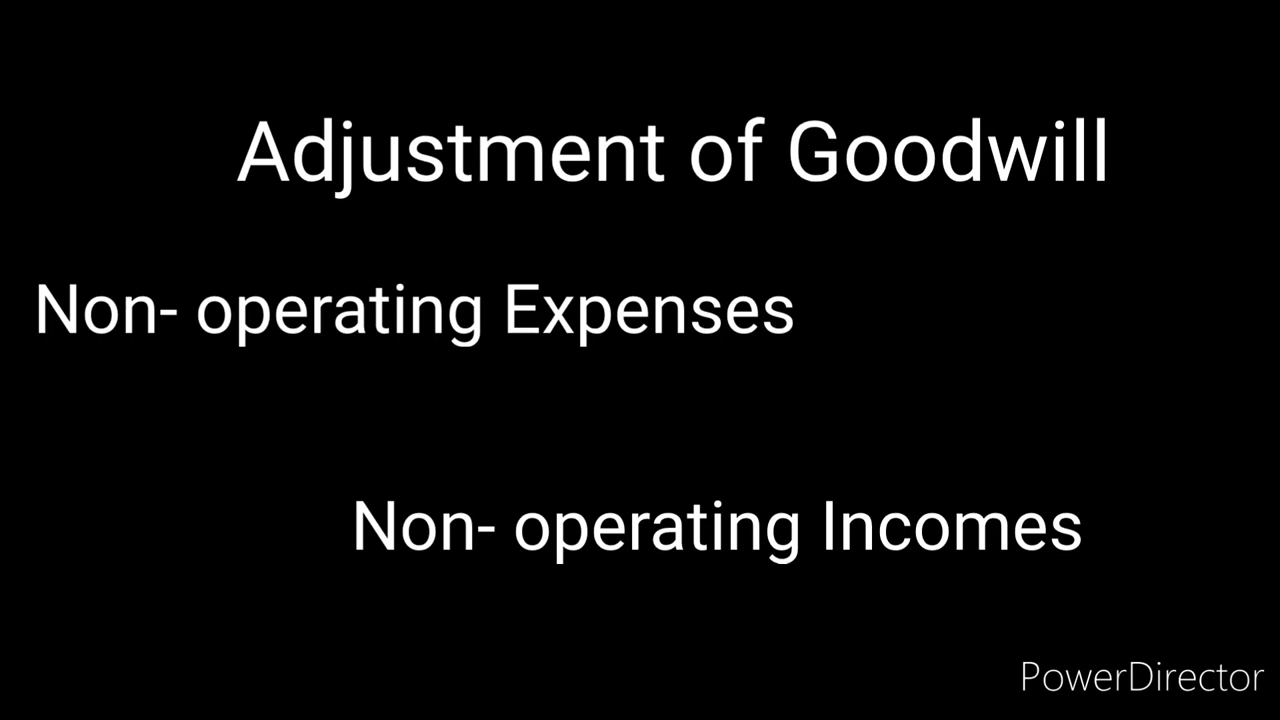 Adjustment of Goodwill
Non- operating Expenses
Non- operating Incomes
PowerDirector